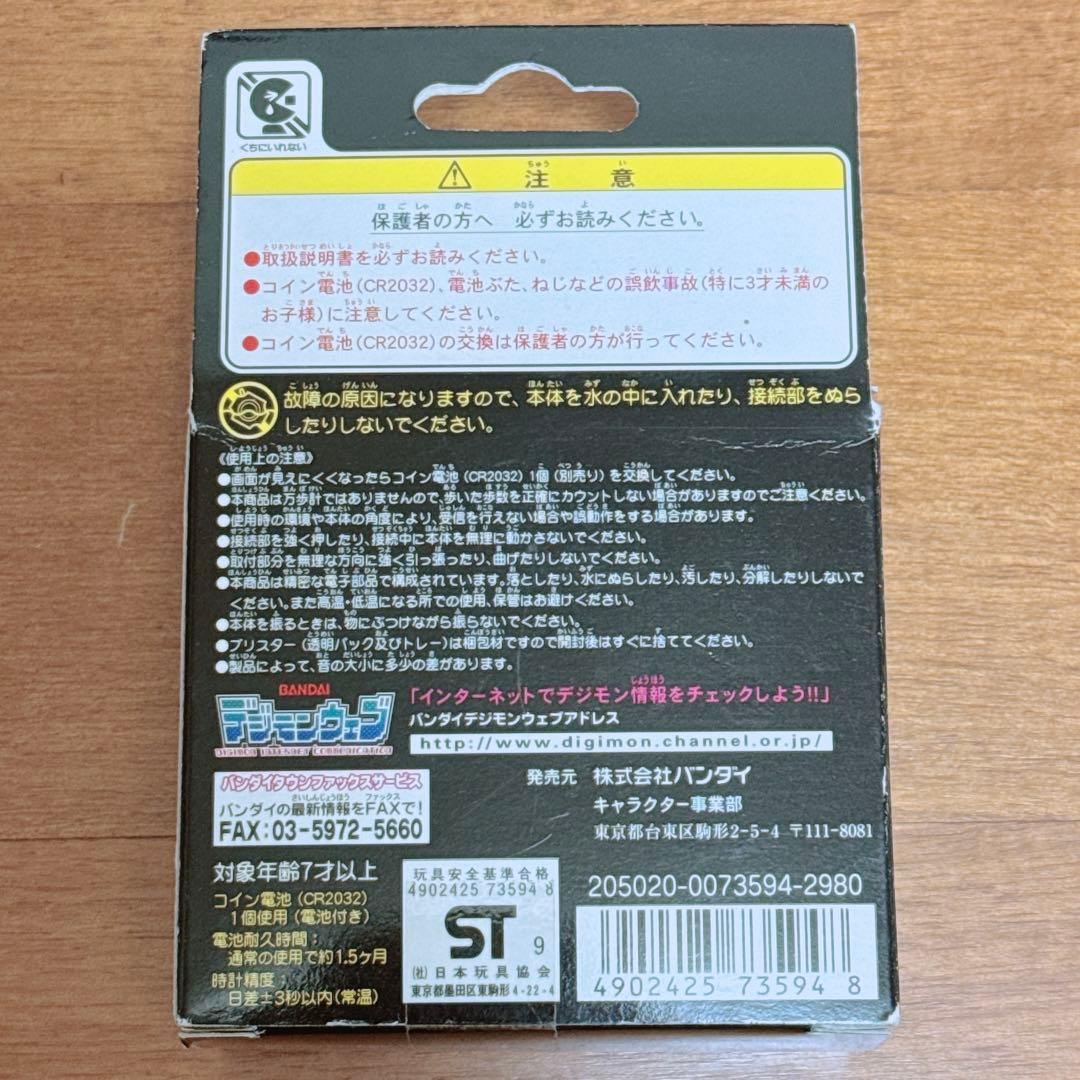 くちにいれない
⚠ 注意
保護者の方へ 必ずお読みください。
●取扱説明書を必ずお読みください。
●コイン電池(CR2032)、電池ぶた、ねじなどの誤飲事故(特に3才未満の
お子様)に注意してください。
●コイン電池(CR2032)の交換は保護者の方が行ってください。
故障の原因になりますので、本体を水の中に入れたり、接続部をぬら
したりしないでください。
《使用上の注意》
●画面が見えにくくなったらコイン電池(CR2032)1個(別売り)を交換してください。
●本商品は万歩計ではありませんので、歩いた歩数を正確にカウントしない場合がありますのでご注意ください。
●使用時の環境や本体の角度により、受信を行えない場合や誤動作をする場合があります。
●接続部を強く押したり、接続中に本体を無理に動かさないでください。
●取付部分を無理な方向に強く引っ張ったり、曲げたりしないでください。
●本商品は精密な電子部品で構成されています。落としたり、水にぬらしたり、汚したり、分解したりしないで
ください。また高温・低温になる所での使用、保管はお避けください。
●本体を振るときは、物にぶつけながら振らないでください。
●ブリスター(透明パック及びトレー)は梱包材ですので開封後はすぐに捨ててください。
●製品によって、音の大小に多少の差があります。
BANDAI
デジモンウェブ
DIGIMON INTERNET COMMUNICATION
「インターネットでデジモン情報をチェックしよう!!」
バンダイデジモンウェブアドレス
http://www.digimon.channel.or.jp/
バンダイタウンファックスサービス
バンダイの最新情報をFAXで!
FAX:03-5972-5660
発売元 株式会社バンダイ
キャラクター事業部
東京都台東区駒形2-5-4 〒111-8081
対象年齢7才以上
コイン電池(CR2032)
1個使用(電池付き)
電池耐久時間:
通常の使用で約1.5ヶ月
時計精度:
日差±3秒以内(常温)
玩具安全基準合格
4902425 73594 8
ST 9
(社)日本玩具協会
東京都墨田区東駒形4-22-4
205020-0073594-2980
4902425 735948